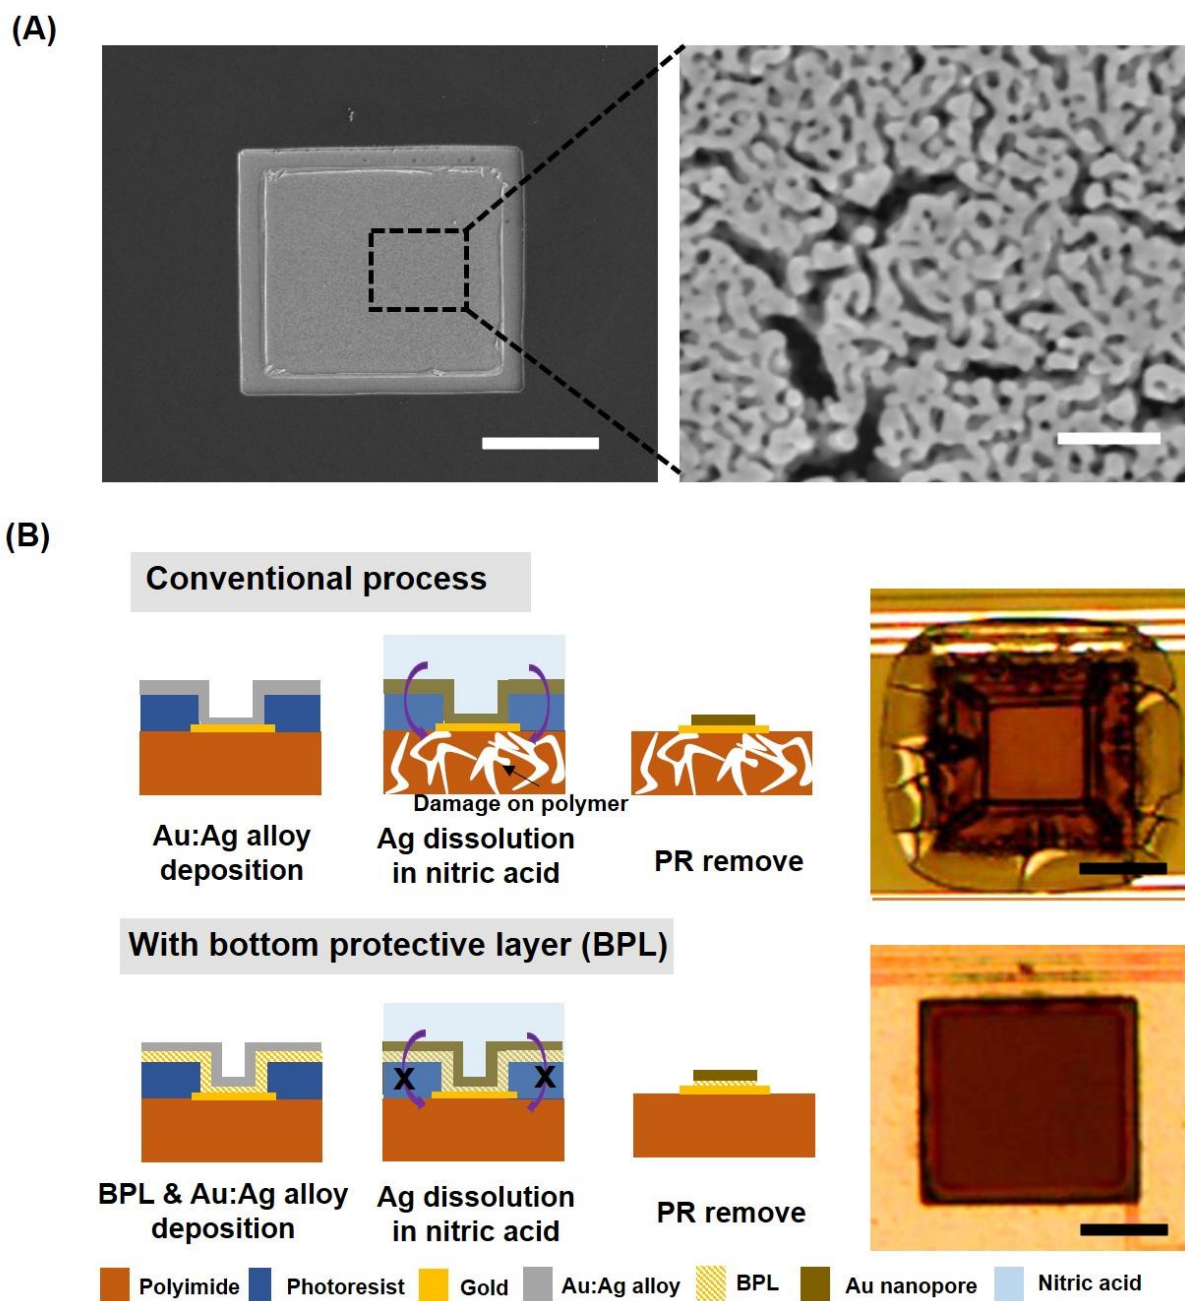 (A)
(B)
Conventional process
Damage on polymer
Au:Ag alloy
deposition
Ag dissolution
in nitric acid
PR remove
With bottom protective layer (BPL)
X
X
BPL & Au:Ag alloy
deposition
Ag dissolution
in nitric acid
PR remove
Polyimide
Photoresist
Gold
Au:Ag alloy
BPL
Au nanopore
Nitric acid